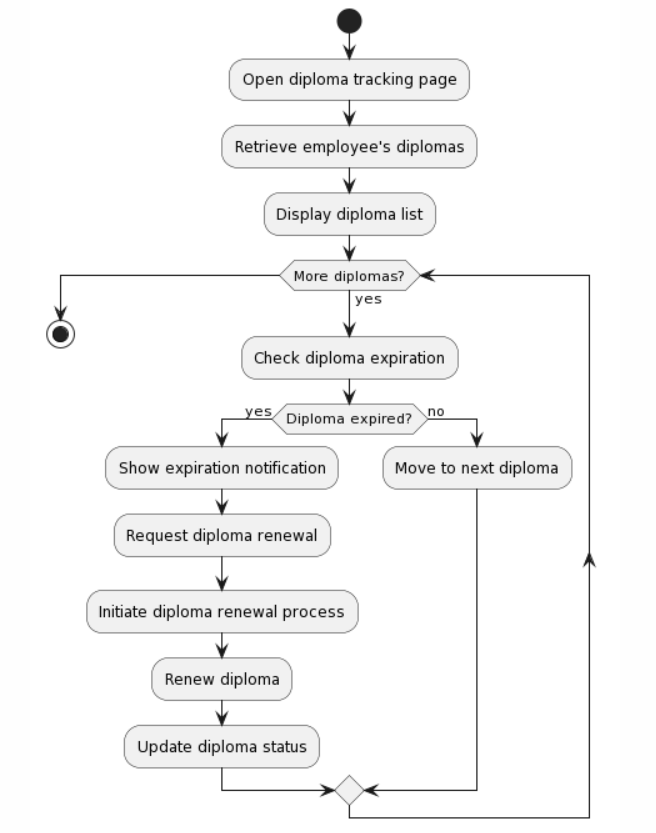 Open diploma tracking page
Retrieve employee's diplomas
Display diploma list
More diplomas?
yes
Check diploma expiration
yes
Diploma expired?
no
Show expiration notification
Move to next diploma
Request diploma renewal
Initiate diploma renewal process
Renew diploma
Update diploma status